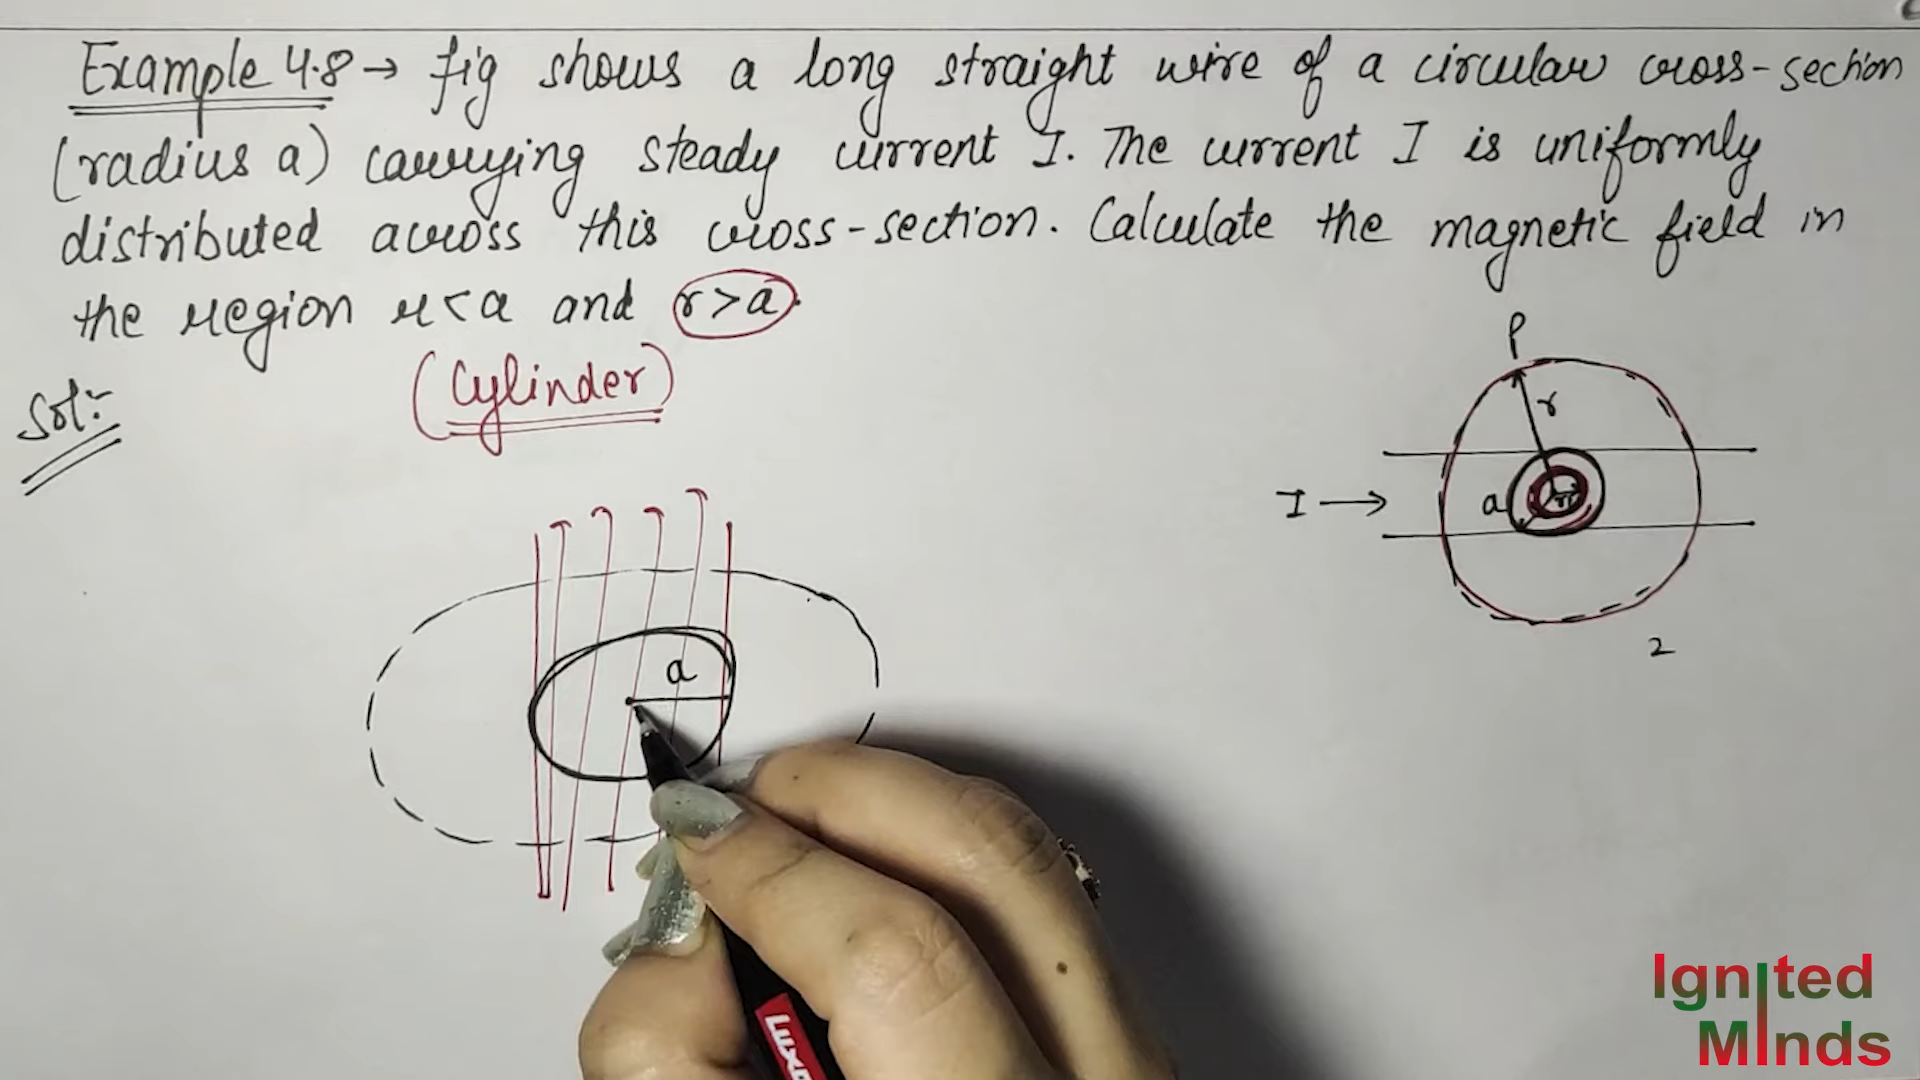 Example 4.8 → fig shows a long straight wire of a circular cross-section
(radius a) carrying steady current I. The current I is uniformly
distributed across this cross-section. Calculate the magnetic field in
the region r<a and r>a.
(Cylinder)
Sol:-
P
r
I →
a
2
a
Ignited
Minds